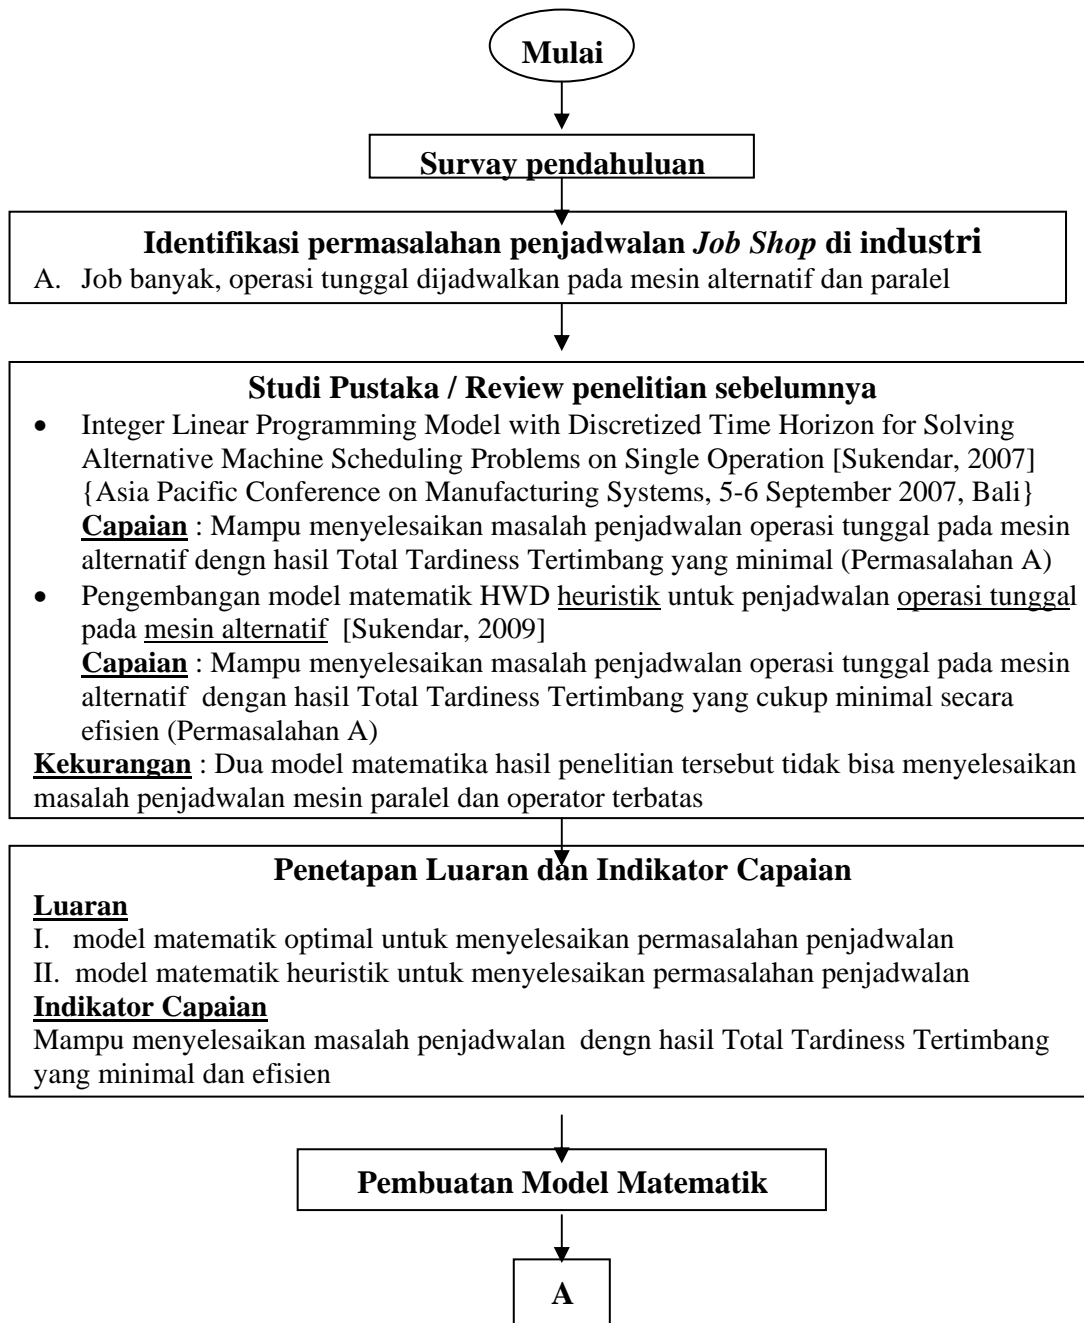 Mulai
Survay pendahuluan
Identifikasi permasalahan penjadwalan Job Shop di industri
A. Job banyak, operasi tunggal dijadwalkan pada mesin alternatif dan paralel
Studi Pustaka / Review penelitian sebelumnya
• Integer Linear Programming Model with Discretized Time Horizon for Solving
Alternative Machine Scheduling Problems on Single Operation [Sukendar, 2007]
{Asia Pacific Conference on Manufacturing Systems, 5-6 September 2007, Bali}
Capaian : Mampu menyelesaikan masalah penjadwalan operasi tunggal pada mesin
alternatif dengn hasil Total Tardiness Tertimbang yang minimal (Permasalahan A)
• Pengembangan model matematik HWD heuristik untuk penjadwalan operasi tunggal
pada mesin alternatif [Sukendar, 2009]
Capaian : Mampu menyelesaikan masalah penjadwalan operasi tunggal pada mesin
alternatif dengan hasil Total Tardiness Tertimbang yang cukup minimal secara
efisien (Permasalahan A)
Kekurangan : Dua model matematika hasil penelitian tersebut tidak bisa menyelesaikan
masalah penjadwalan mesin paralel dan operator terbatas
Penetapan Luaran dan Indikator Capaian
Luaran
I. model matematik optimal untuk menyelesaikan permasalahan penjadwalan
II. model matematik heuristik untuk menyelesaikan permasalahan penjadwalan
Indikator Capaian
Mampu menyelesaikan masalah penjadwalan dengn hasil Total Tardiness Tertimbang
yang minimal dan efisien
Pembuatan Model Matematik
A